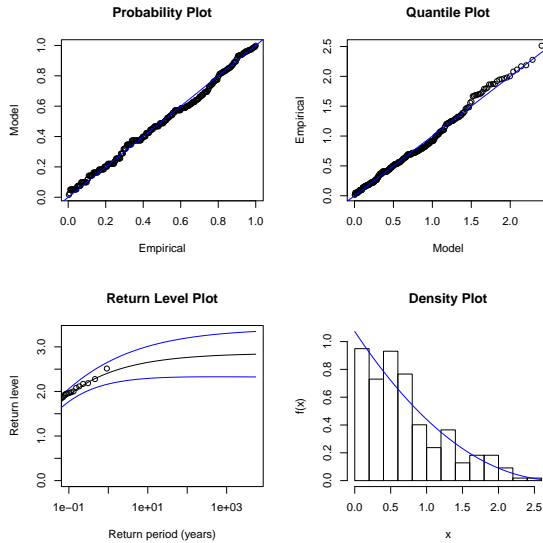 Probability Plot
Model
0.0 0.2 0.4 0.6 0.8 1.0
0.0 0.2 0.4 0.6 0.8 1.0
Empirical
Quantile Plot
Empirical
0.0 0.5 1.0 1.5 2.0 2.5
0.0 0.5 1.0 1.5 2.0
Model
Return Level Plot
Return level
0.0 1.0 2.0 3.0
1e−01 1e+01 1e+03
Return period (years)
Density Plot
f(x)
0.0 0.2 0.4 0.6 0.8 1.0
0.0 0.5 1.0 1.5 2.0 2.5
x